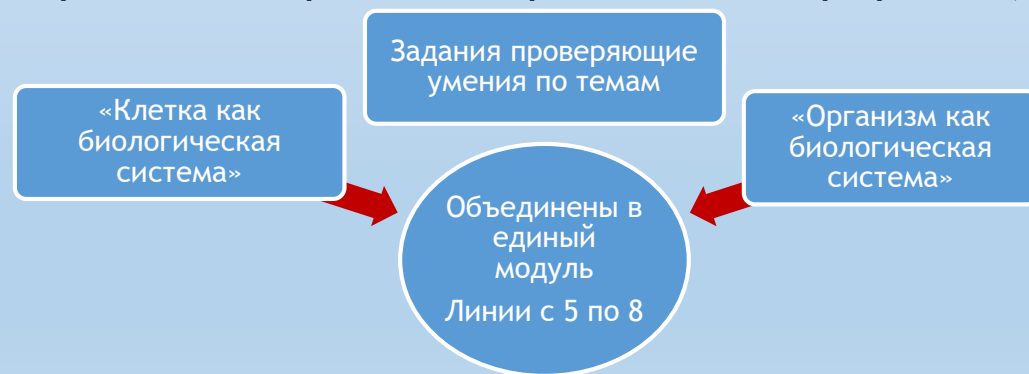 Задания проверяющие
умения по темам
«Клетка как
биологическая
система»
«Организм как
биологическая
система»
Объединены в
единый
модуль
Линии с 5 по 8